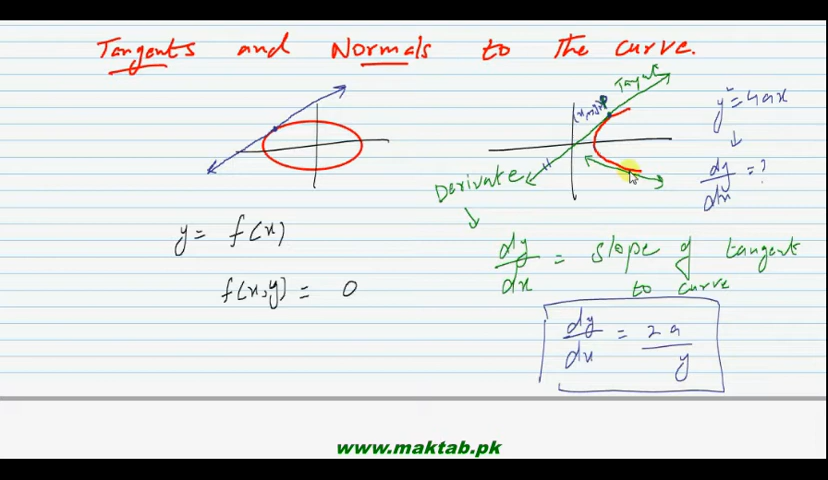 Tangents and Normals to the curve.
Tangent
y² = 4ax
dy/dx = ?
Derivate
y = f(x)
dy/dx = slope of tangent
to curve
f(x,y) = 0
dy/dx = 2a/y
www.maktab.pk